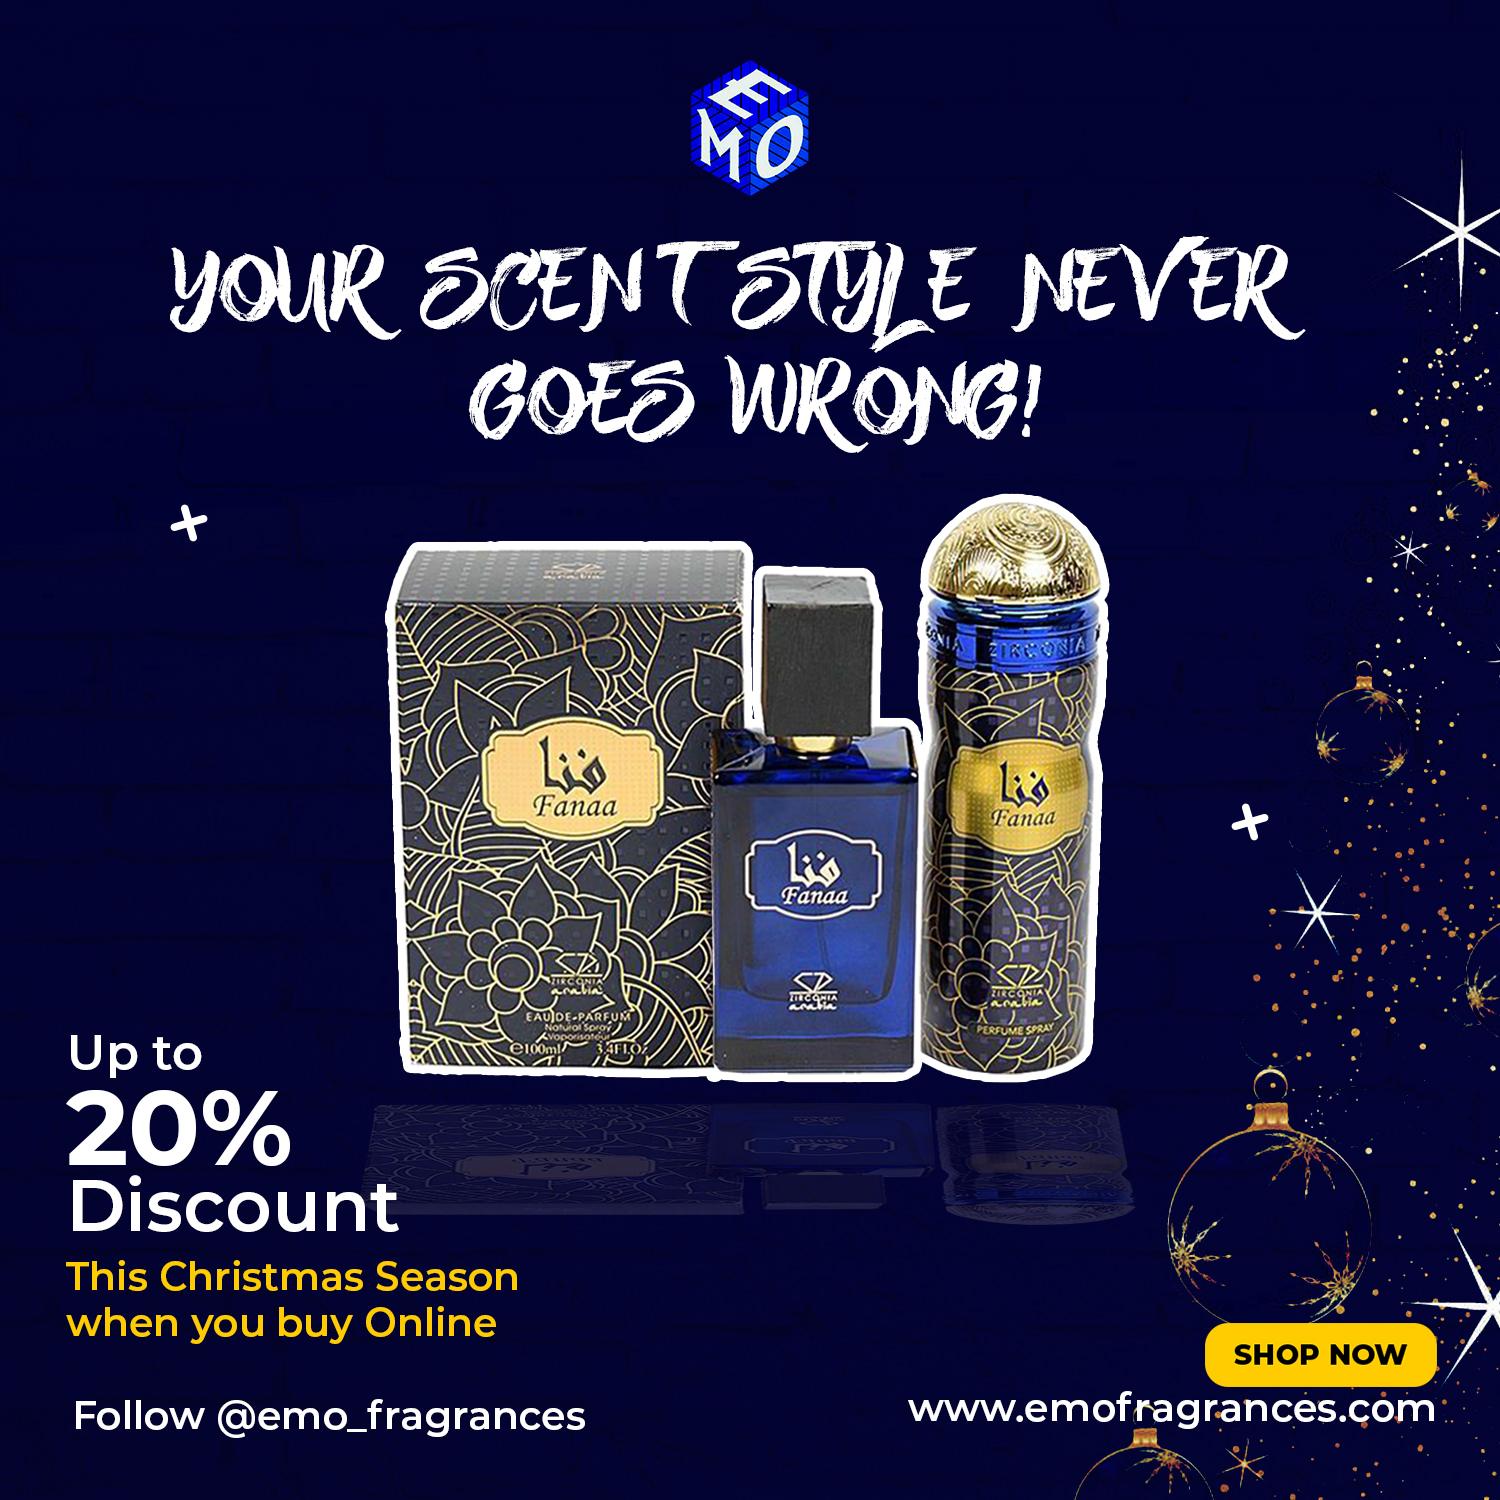 EMO
YOUR SCENT STYLE NEVER
GOES WRONG!
arabia
فنا
Fanaa
ZIRCONIA
arabia
EAU DE PARFUM
Natural Spray
Vaporisateur
℮100ml 3.4Fl.Oz
فنا
Fanaa
ZIRCONIA
arabia
ZIRCONIA
فنا
Fanaa
ZIRCONIA
arabia
PERFUME SPRAY
Up to
20%
Discount
This Christmas Season
when you buy Online
Follow @emo_fragrances
SHOP NOW
www.emofragrances.com